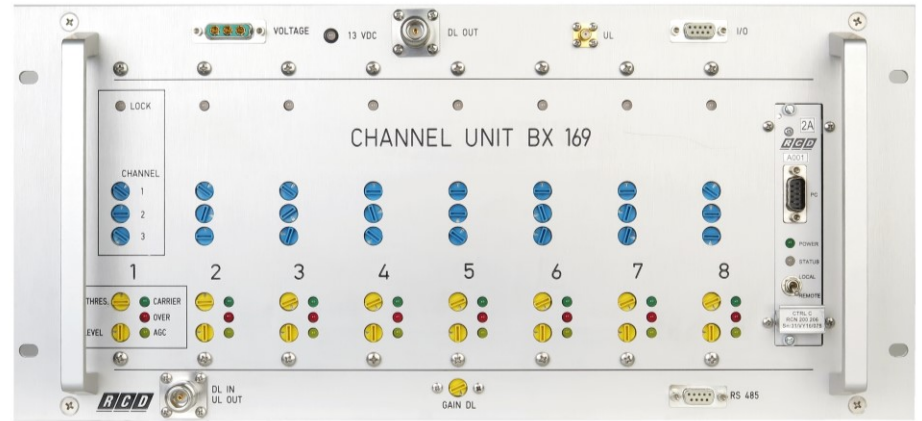 VOLTAGE
13 VDC
DL OUT
UL
I/O
LOCK
CHANNEL UNIT BX 169
2A
RCD
A001
CHANNEL
1
2
3
PC
POWER
STATUS
LOCAL
REMOTE
1 2 3 4 5 6 7 8
THRES. CARRIER
OVER
LEVEL AGC
CTRL C
RCD
DL IN
UL OUT
GAIN DL
RS 485